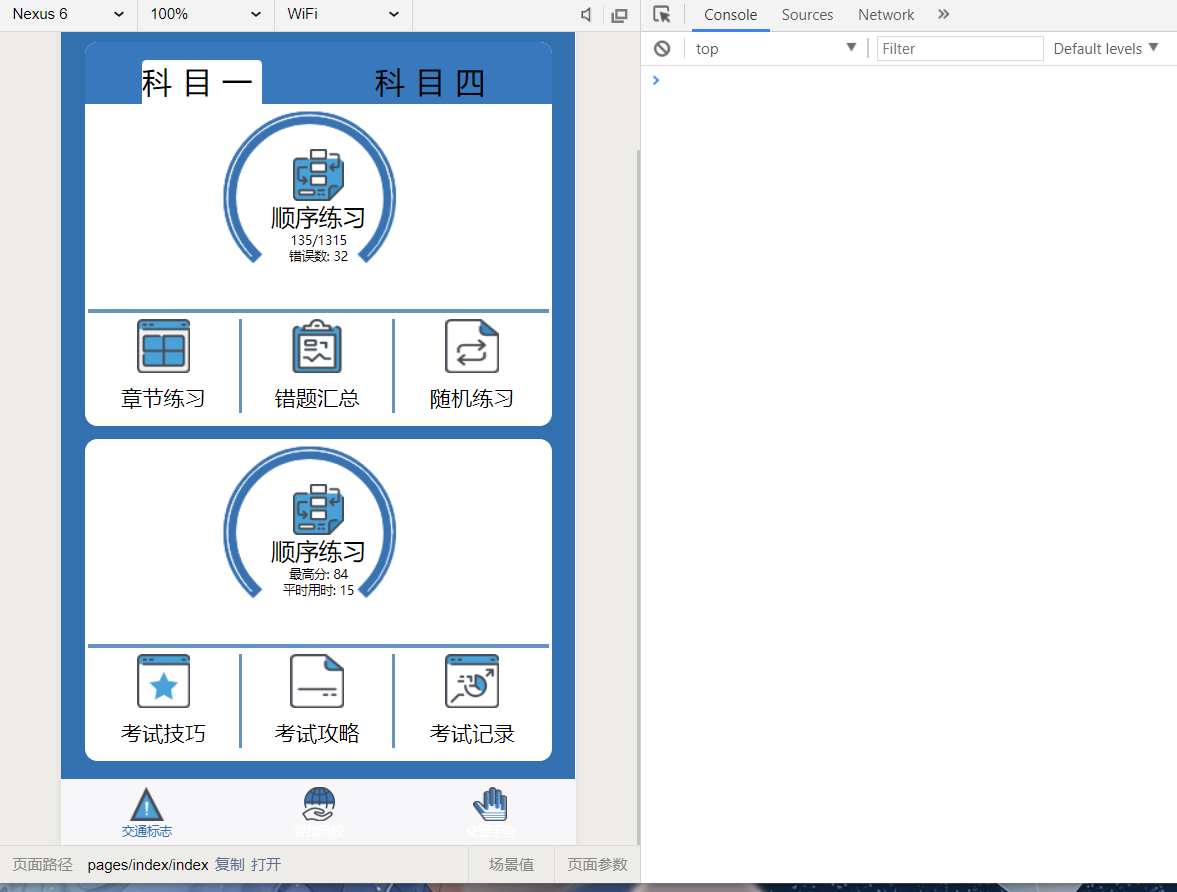 Nexus 6 100% WiFi
Console Sources Network
top Filter Default levels
科目一 科目四
顺序练习
135/1315
错误数: 32
章节练习 错题汇总 随机练习
顺序练习
最高分: 84
平时用时: 15
考试技巧 考试攻略 考试记录
交通标志
页面路径 pages/index/index 复制 打开 场景值 页面参数